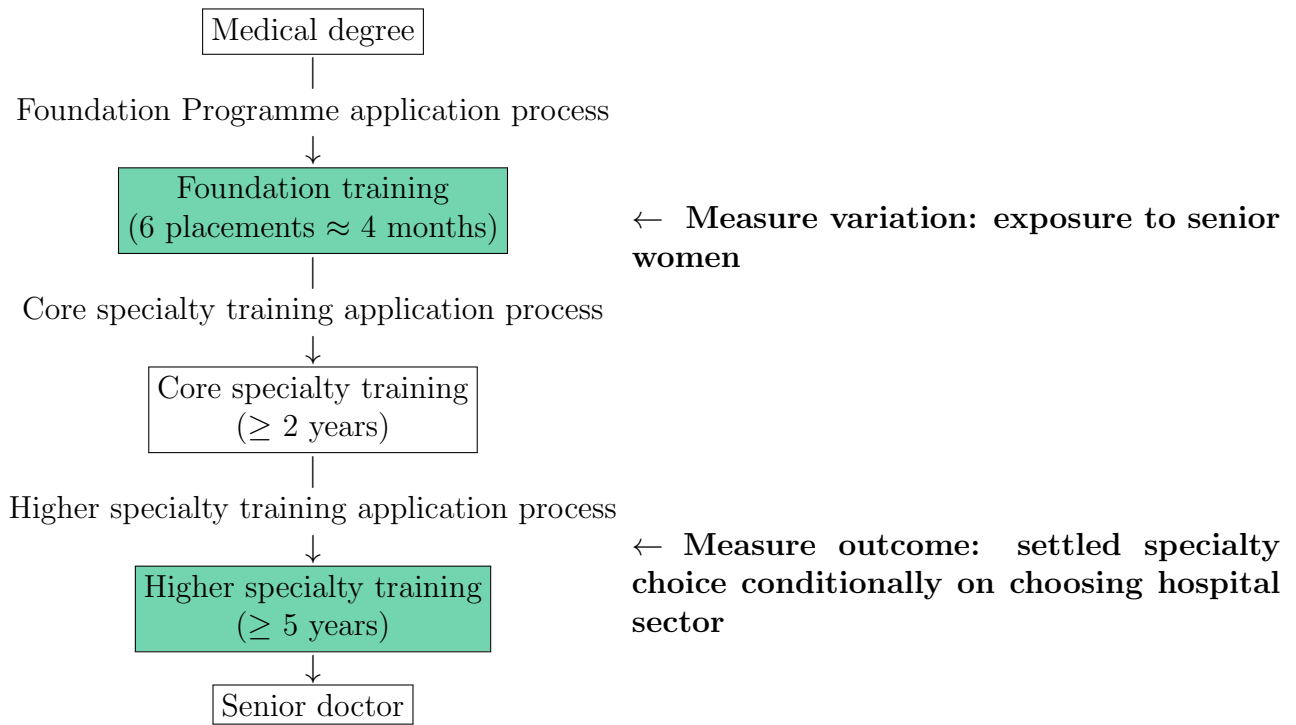 Medical degree
Foundation Programme application process
Foundation training
(6 placements ≈ 4 months)
← Measure variation: exposure to senior
women
Core specialty training application process
Core specialty training
(≥ 2 years)
Higher specialty training application process
← Measure outcome: settled specialty
choice conditionally on choosing hospital
sector
Higher specialty training
(≥ 5 years)
Senior doctor